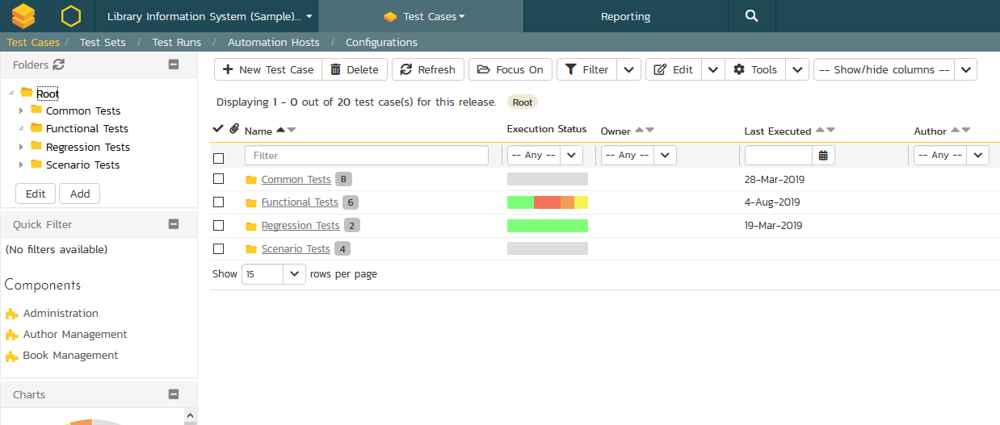 Library Information System (Sample)... Test Cases Reporting
Test Cases / Test Sets / Test Runs / Automation Hosts / Configurations
Folders
Root
Common Tests
Functional Tests
Regression Tests
Scenario Tests
Edit Add
Quick Filter
(No filters available)
Components
Administration
Author Management
Book Management
Charts
New Test Case Delete Refresh Focus On Filter Edit Tools -- Show/hide columns --
Displaying 1 - 0 out of 20 test case(s) for this release. Root
Name Execution Status Owner Last Executed Author
Filter -- Any -- -- Any -- -- Any --
Common Tests 8 28-Mar-2019
Functional Tests 6 4-Aug-2019
Regression Tests 2 19-Mar-2019
Scenario Tests 4
Show 15 rows per page